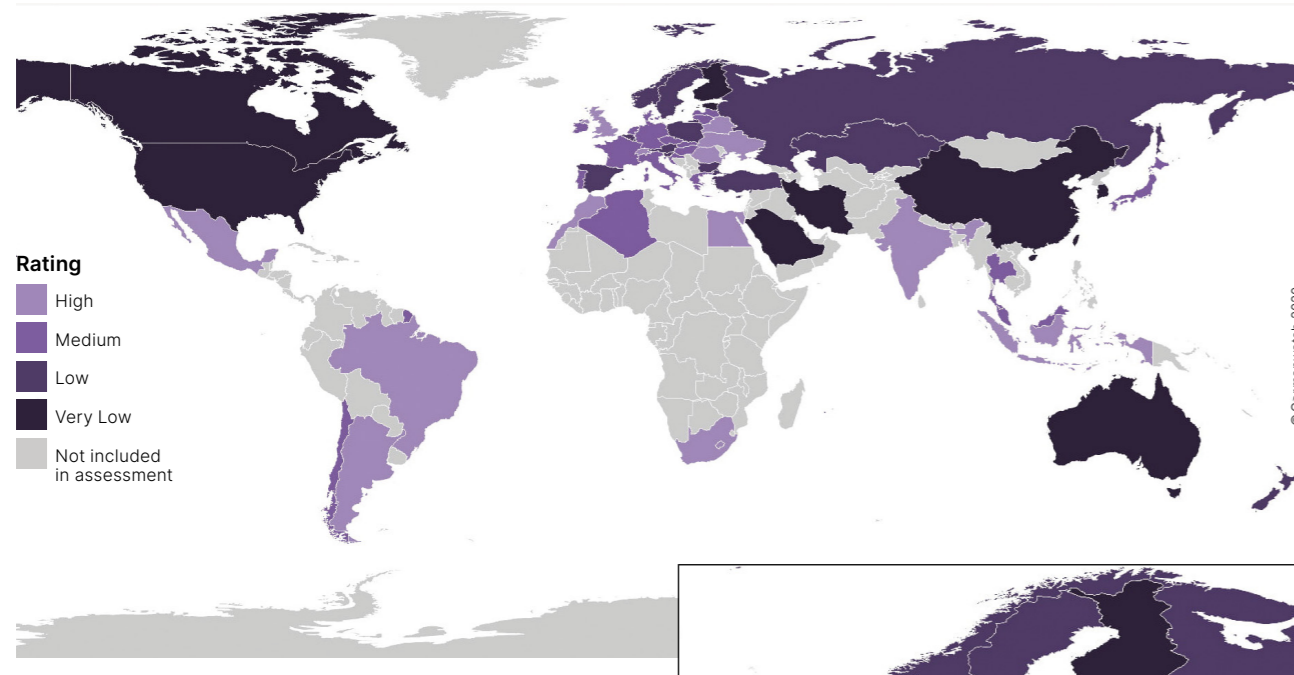 Rating
High
Medium
Low
Very Low
Not included
in assessment